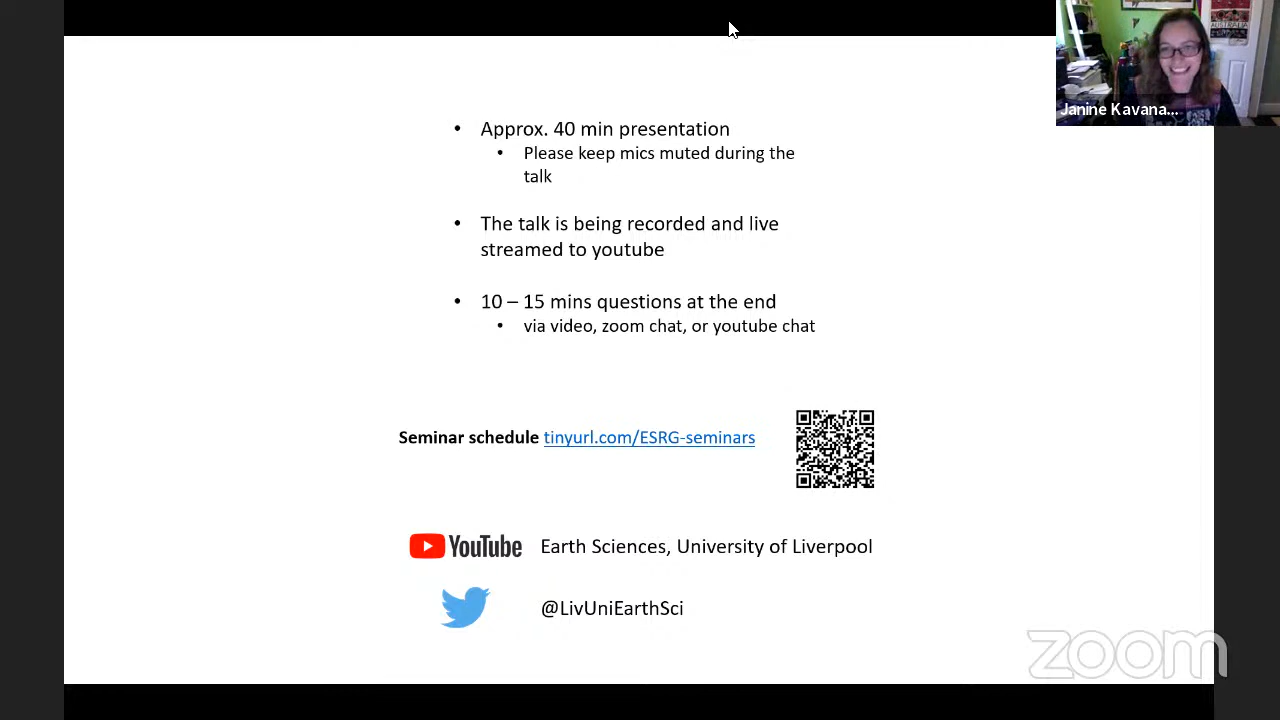 AUSTRALIA
Janine Kavana...
• Approx. 40 min presentation
• Please keep mics muted during the
talk
• The talk is being recorded and live
streamed to youtube
• 10 – 15 mins questions at the end
• via video, zoom chat, or youtube chat
Seminar schedule tinyurl.com/ESRG-seminars
YouTube Earth Sciences, University of Liverpool
@LivUniEarthSci
zoom